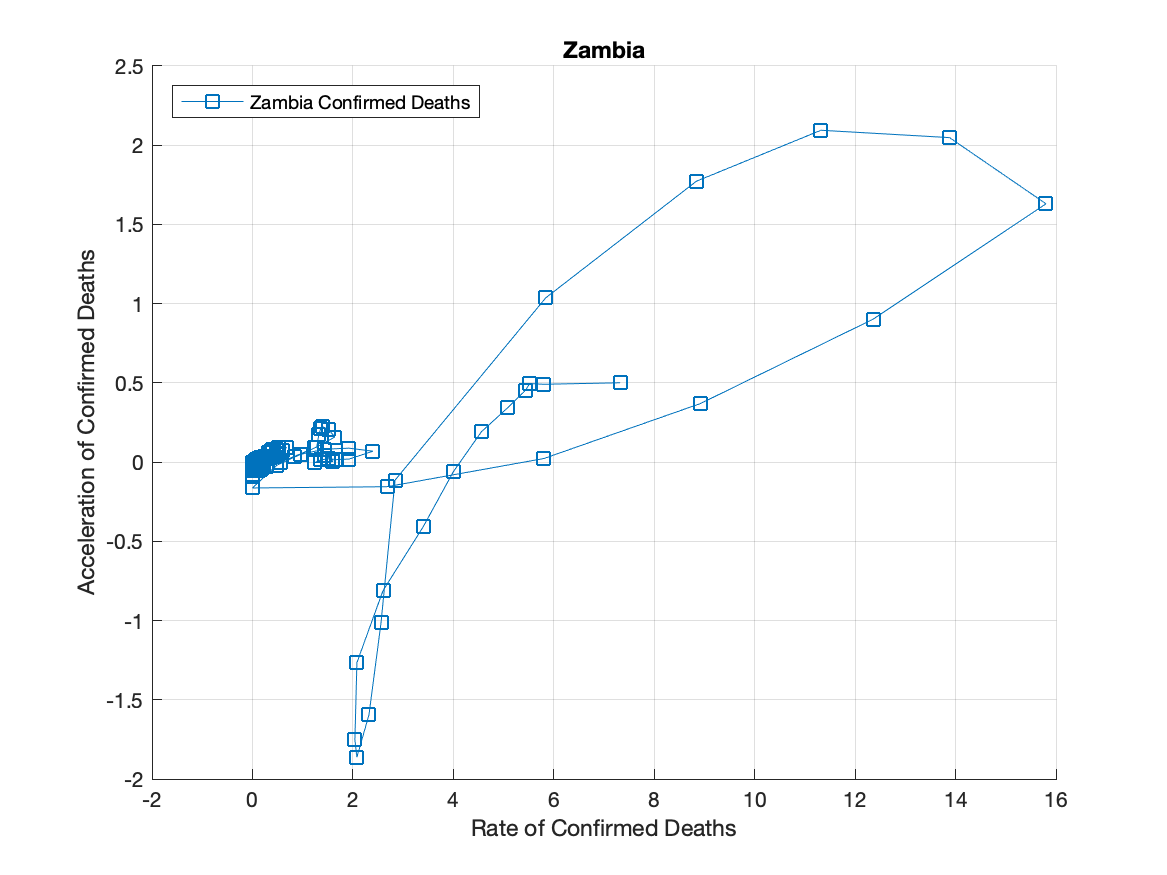 Zambia
Zambia Confirmed Deaths
2.5
2
1.5
1
0.5
0
-0.5
-1
-1.5
-2
Acceleration of Confirmed Deaths
-2 0 2 4 6 8 10 12 14 16
Rate of Confirmed Deaths